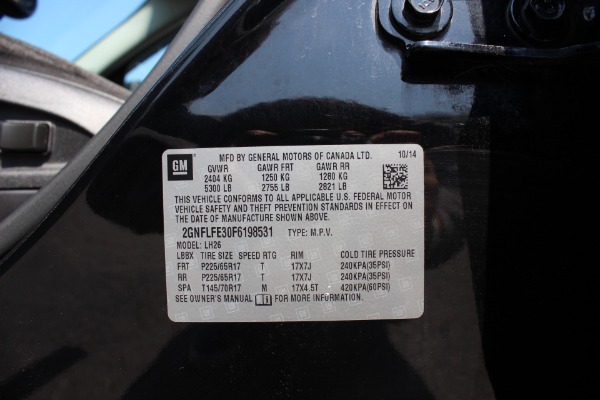 GM
MFD BY GENERAL MOTORS OF CANADA LTD. 10/14
GVWR GAWR FRT GAWR RR
2404 KG 1250 KG 1280 KG
5300 LB 2755 LB 2821 LB
THIS VEHICLE CONFORMS TO ALL APPLICABLE U.S. FEDERAL MOTOR
VEHICLE SAFETY AND THEFT PREVENTION STANDARDS IN EFFECT ON
THE DATE OF MANUFACTURE SHOWN ABOVE.
2GNFLFE30F6198531 TYPE: M.P.V.
MODEL: LH26
LBBX TIRE SIZE SPEED RTG RIM COLD TIRE PRESSURE
FRT P225/65R17 T 17X7J 240KPA(35PSI)
RR P225/65R17 T 17X7J 240KPA(35PSI)
SPA T145/70R17 M 17X4.5T 420KPA(60PSI)
SEE OWNER'S MANUAL FOR MORE INFORMATION.